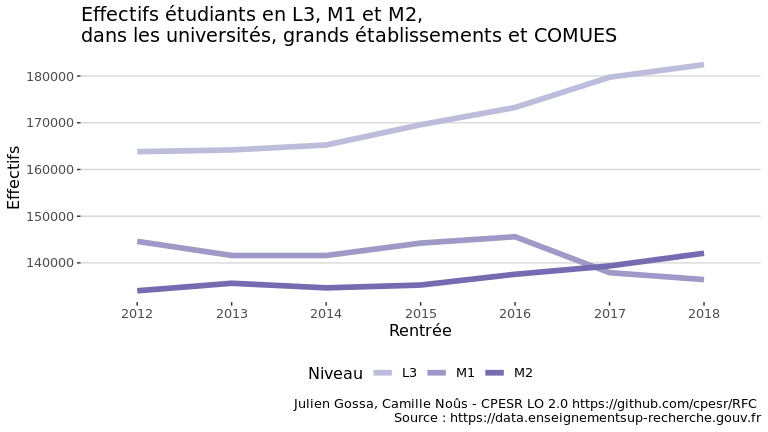 Effectifs étudiants en L3, M1 et M2,
dans les universités, grands établissements et COMUES
Effectifs
180000
170000
160000
150000
140000
2012 2013 2014 2015 2016 2017 2018
Rentrée
Niveau L3 M1 M2
Julien Gossa, Camille Noûs - CPESR LO 2.0 https://github.com/cpesr/RFC
Source : https://data.enseignementsup-recherche.gouv.fr